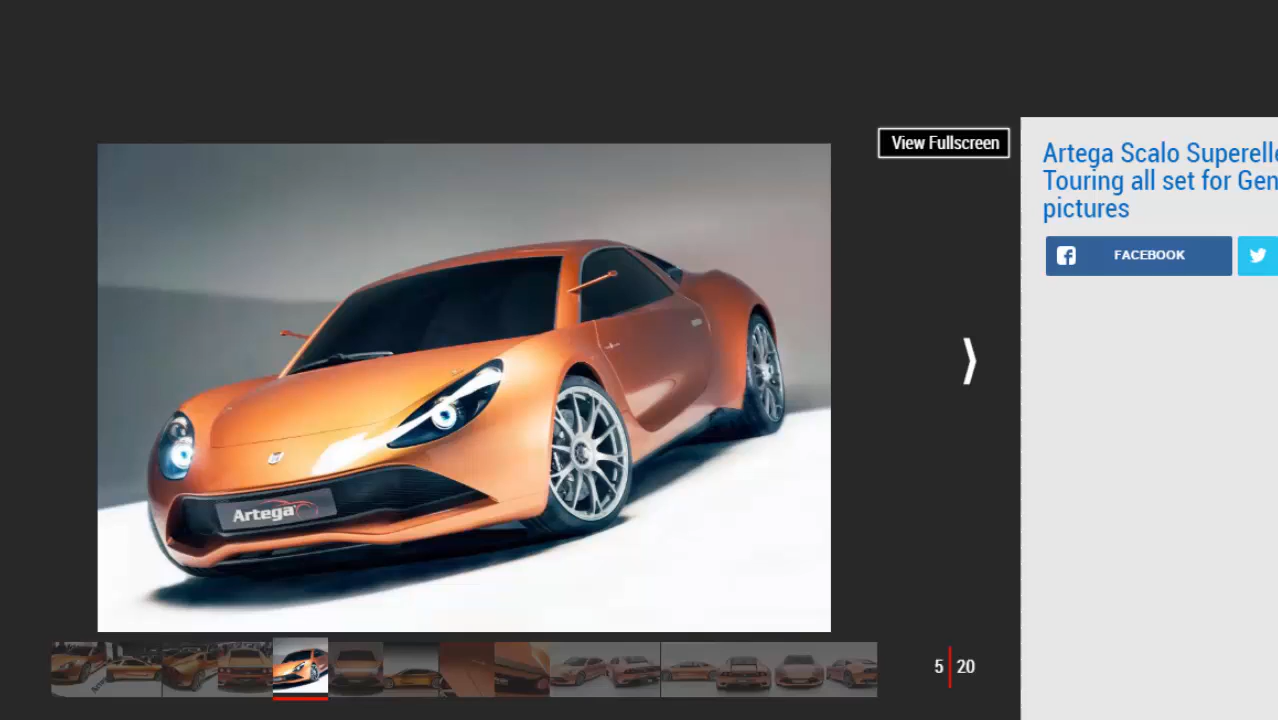 View Fullscreen
Artega Scalo Superelle
Touring all set for Gen
pictures
FACEBOOK
Artega
5 20